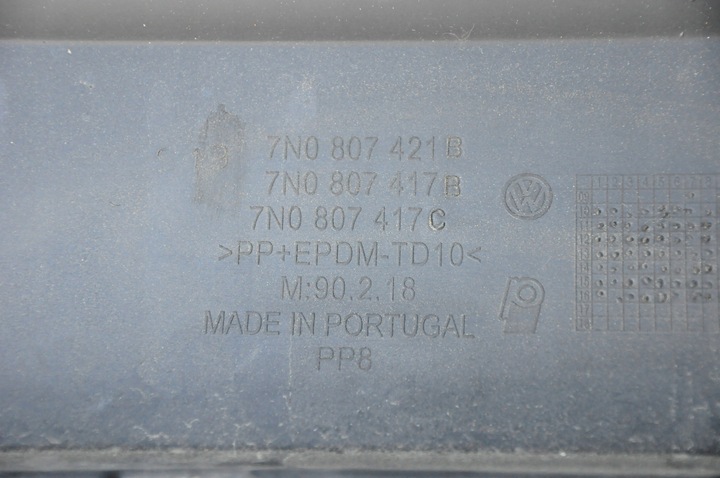 7N0 807 421 B
7N0 807 417 B
7N0 807 417 C
>PP+EPDM-TD10<
M:90.2.18
MADE IN PORTUGAL
PP8